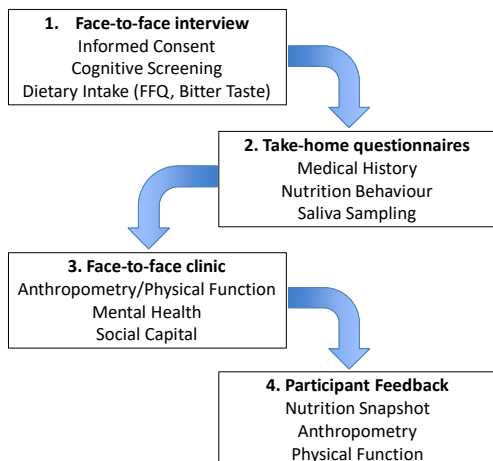 1. Face-to-face interview
Informed Consent
Cognitive Screening
Dietary Intake (FFQ, Bitter Taste)
2. Take-home questionnaires
Medical History
Nutrition Behaviour
Saliva Sampling
3. Face-to-face clinic
Anthropometry/Physical Function
Mental Health
Social Capital
4. Participant Feedback
Nutrition Snapshot
Anthropometry
Physical Function